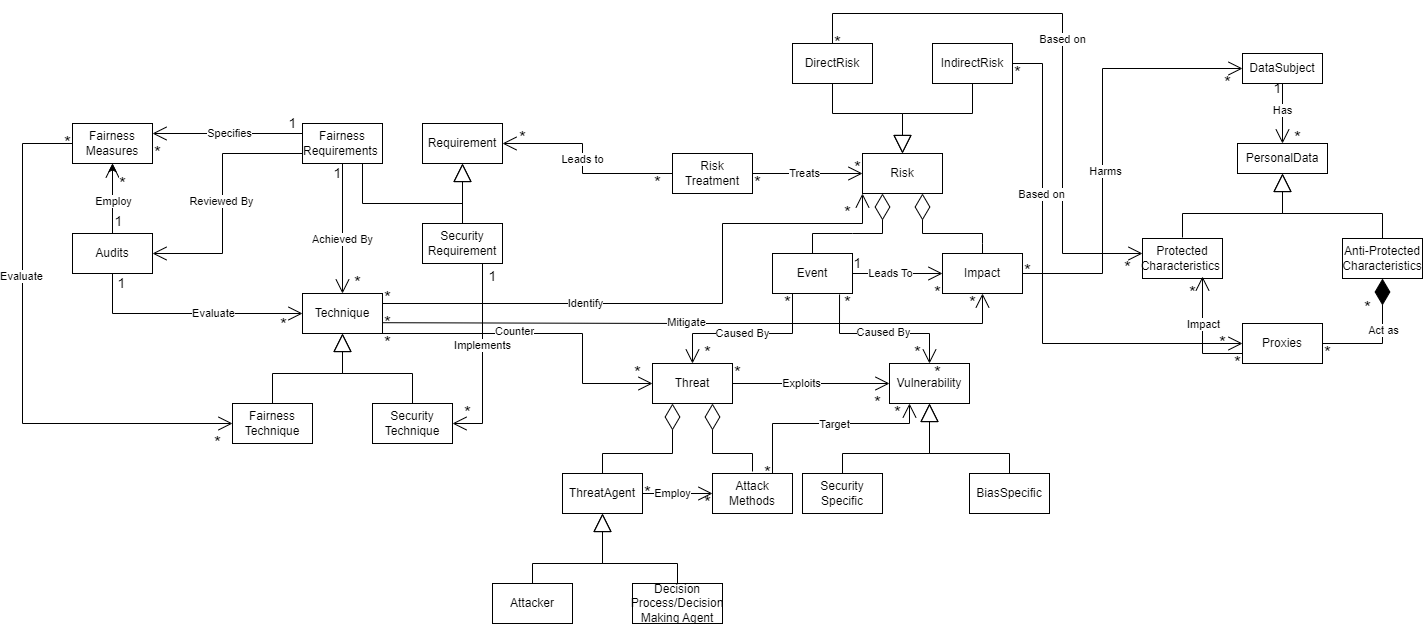 Based on
*
DirectRisk
IndirectRisk
*
DataSubject
*
1
Has
*
Fairness
Measures
*
*
Specifies
1
Fairness
Requirements
1
Requirement
*
Leads to
*
Risk
Treatment
*
Treats
*
Risk
*
PersonalData
Harms
Based on
*
Employ
1
Reviewed By
Audits
1
Achieved By
*
Security
Requirement
1
Event
1
Leads To
*
Impact
*
*
*
*
Protected
Characteristics
*
*
Anti-Protected
Characteristics
*
Evaluate
Evaluate
*
Technique
*
*
*
Identify
Mitigate
Counter
Implements
Caused By
*
Caused By
*
Impact
*
*
Proxies
*
Act as
*
Threat
*
Exploits
*
*
Vulnerability
*
Fairness
Technique
*
Security
Technique
*
Target
*
*
ThreatAgent
*
Employ
*
Attack
Methods
Security
Specific
BiasSpecific
Attacker
Decision
Process/Decision
Making Agent